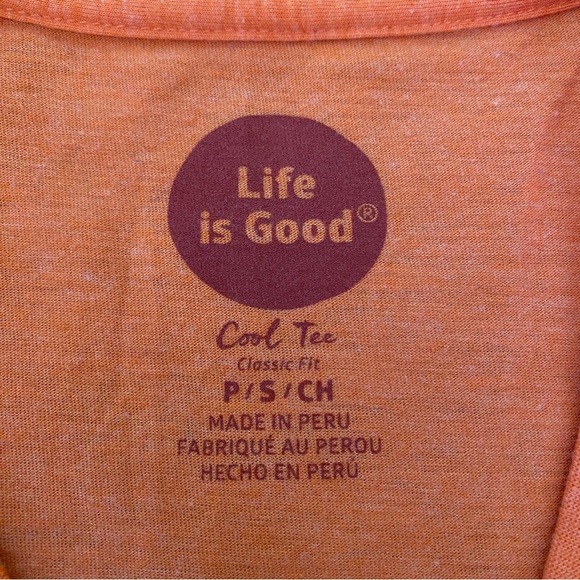 Life
is Good®
Cool Tee
Classic Fit
P / S / CH
MADE IN PERU
FABRIQUÉ AU PEROU
HECHO EN PERÚ